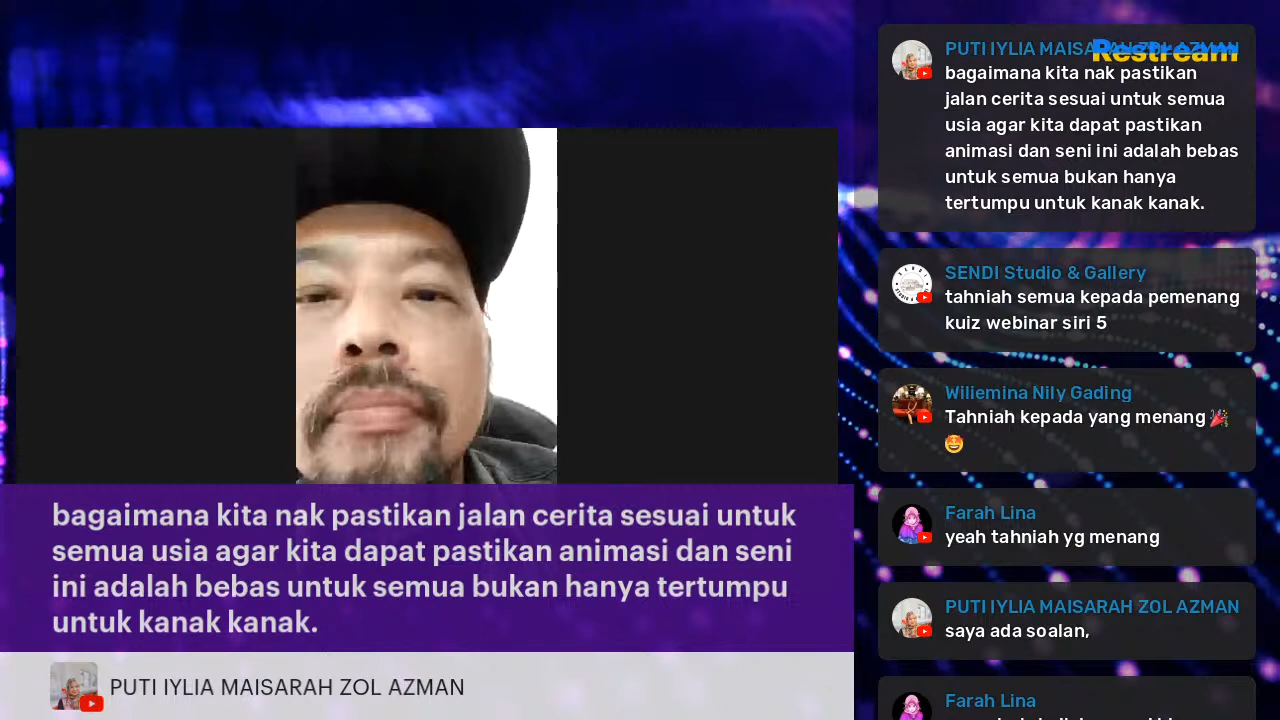 bagaimana kita nak pastikan jalan cerita sesuai untuk
semua usia agar kita dapat pastikan animasi dan seni
ini adalah bebas untuk semua bukan hanya tertumpu
untuk kanak kanak.
PUTI IYLIA MAISARAH ZOL AZMAN
Restream
PUTI IYLIA MAISARAH ZOL AZMAN
bagaimana kita nak pastikan
jalan cerita sesuai untuk semua
usia agar kita dapat pastikan
animasi dan seni ini adalah bebas
untuk semua bukan hanya
tertumpu untuk kanak kanak.
SENDI Studio & Gallery
tahniah semua kepada pemenang
kuiz webinar siri 5
Wiliemina Nily Gading
Tahniah kepada yang menang 🎉
🤩
Farah Lina
yeah tahniah yg menang
PUTI IYLIA MAISARAH ZOL AZMAN
saya ada soalan,
Farah Lina